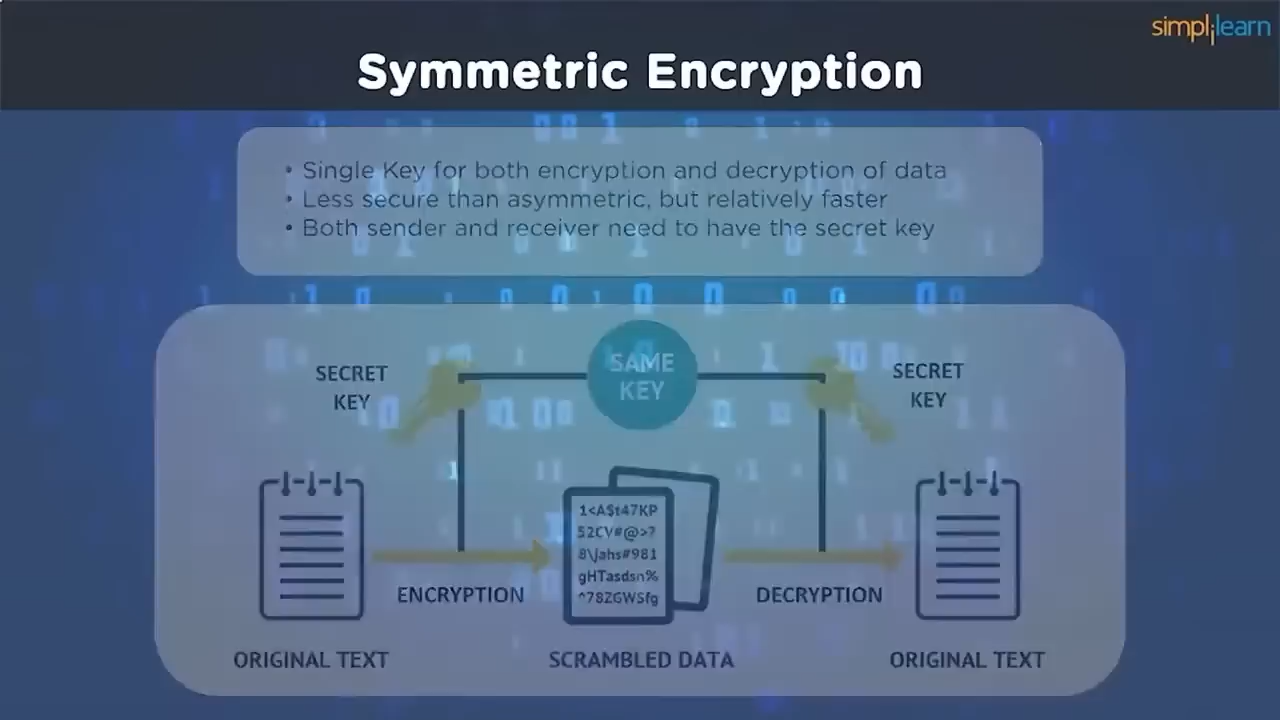 simplilearn
Symmetric Encryption
• Single Key for both encryption and decryption of data
• Less secure than asymmetric, but relatively faster
• Both sender and receiver need to have the secret key
SECRET
KEY
SAME
KEY
SECRET
KEY
1<A$t47KP
52CV#@>?
8\jahs#981
gHTasdsn%
^78ZGWSfg
ENCRYPTION
DECRYPTION
ORIGINAL TEXT
SCRAMBLED DATA
ORIGINAL TEXT